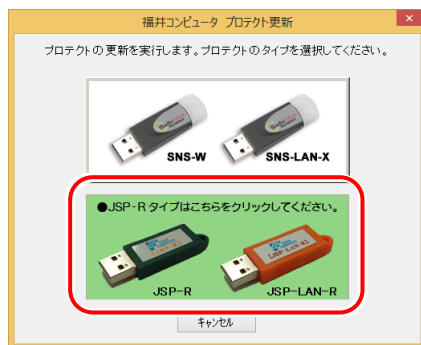 福井コンピュータ プロテクト更新
プロテクトの更新を実行します。プロテクトのタイプを選択してください。
SNS-W
SNS-LAN-X
●JSP-Rタイプはこちらをクリックしてください。
JSP-R
JSP-LAN-R
キャンセル